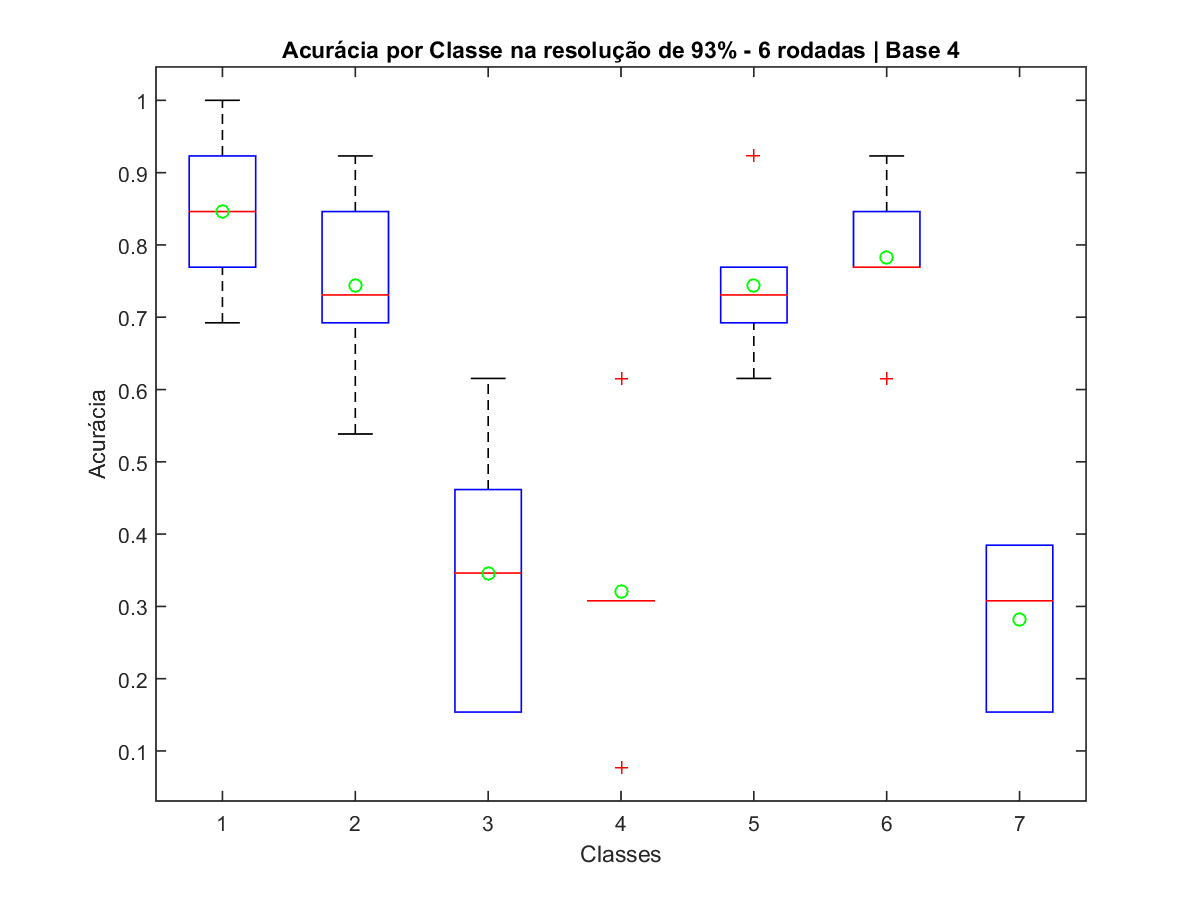 Acurácia por Classe na resolução de 93% - 6 rodadas | Base 4
Acurácia
1
0.9
0.8
0.7
0.6
0.5
0.4
0.3
0.2
0.1
1 2 3 4 5 6 7
Classes